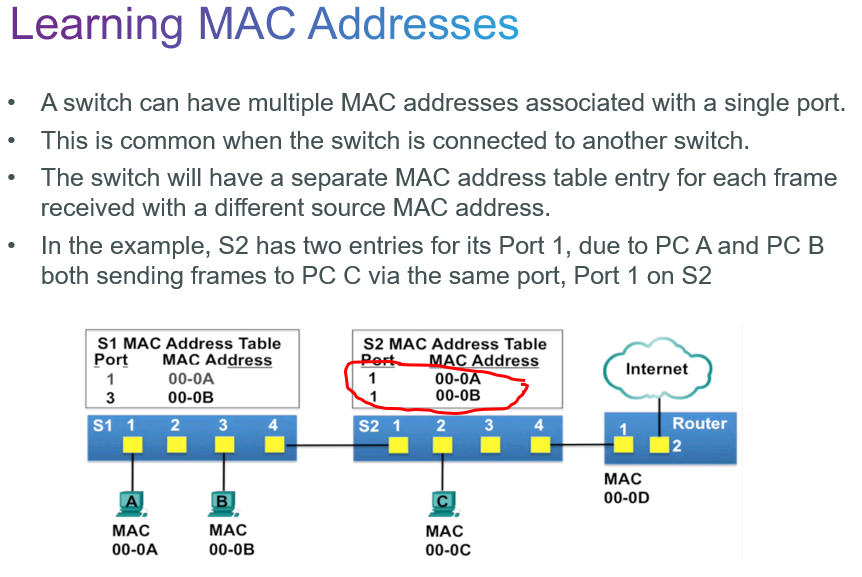 Learning MAC Addresses
• A switch can have multiple MAC addresses associated with a single port.
• This is common when the switch is connected to another switch.
• The switch will have a separate MAC address table entry for each frame
received with a different source MAC address.
• In the example, S2 has two entries for its Port 1, due to PC A and PC B
both sending frames to PC C via the same port, Port 1 on S2
S1 MAC Address Table
Port MAC Address
1 00-0A
3 00-0B
S2 MAC Address Table
Port MAC Address
1 00-0A
1 00-0B
Internet
S1 1 2 3 4
S2 1 2 3 4
1 Router
2
A
B
C
MAC
00-0A
MAC
00-0B
MAC
00-0C
MAC
00-0D